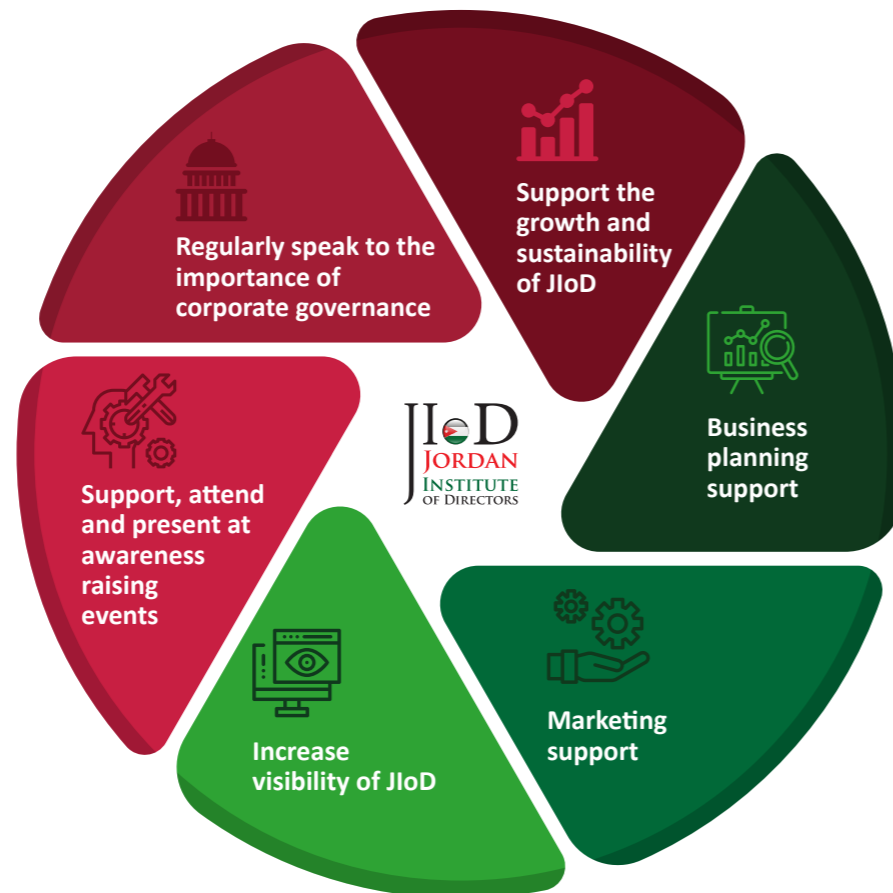 Support the
growth and
sustainability
of JIoD
Business
planning
support
Marketing
support
Increase
visibility of JIoD
Support, attend
and present at
awareness
raising
events
Regularly speak to the
importance of
corporate governance
JIoD
JORDAN
INSTITUTE
OF DIRECTORS